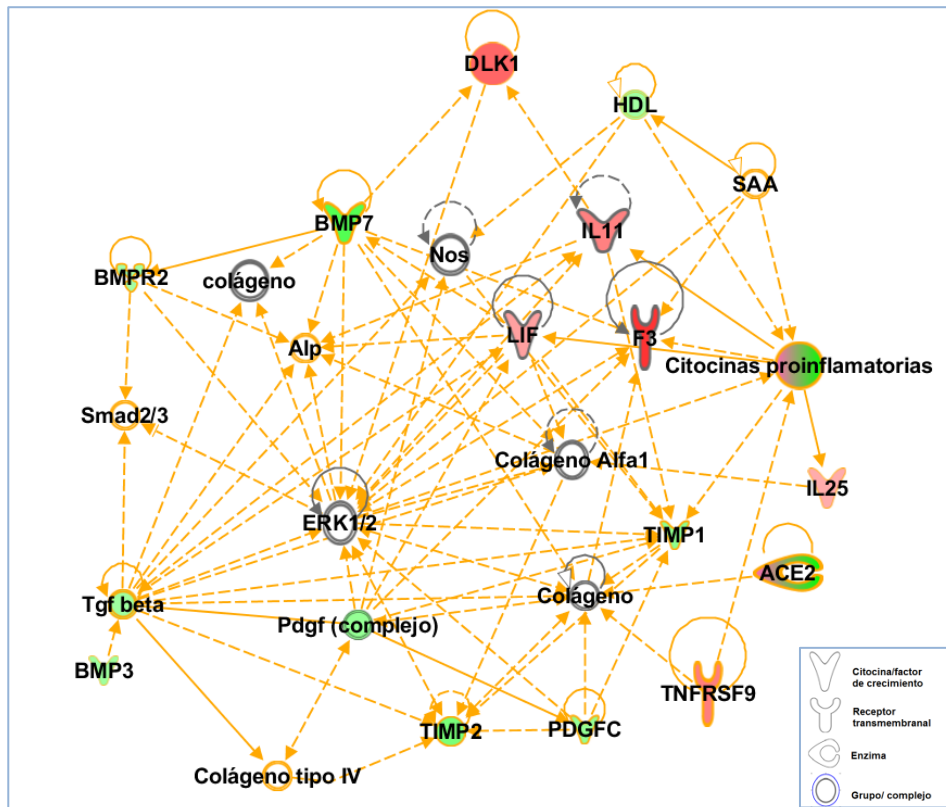 DLK1
HDL
SAA
BMP7
IL11
Nos
BMPR2
colágeno
LIF
F3
Alp
Citocinas proinflamatorias
Smad2/3
Colágeno Alfa1
IL25
ERK1/2
TIMP1
ACE2
Tgf beta
Colágeno
Pdgf (complejo)
BMP3
TNFRSF9
TIMP2
PDGFC
Colágeno tipo IV
Citocina/factor
de crecimiento
Receptor
transmembranal
Enzima
Grupo/ complejo